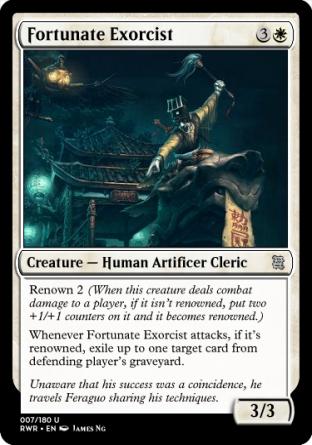 Fortunate Exorcist 3
Creature — Human Artificer Cleric
Renown 2 (When this creature deals combat
damage to a player, if it isn't renowned, put two
+1/+1 counters on it and it becomes renowned.)
Whenever Fortunate Exorcist attacks, if it's
renowned, exile up to one target card from
defending player's graveyard.
Unaware that his success was a coincidence, he
travels Feraguo sharing his techniques.
3/3
007/180 U
RWR • EN James Ng